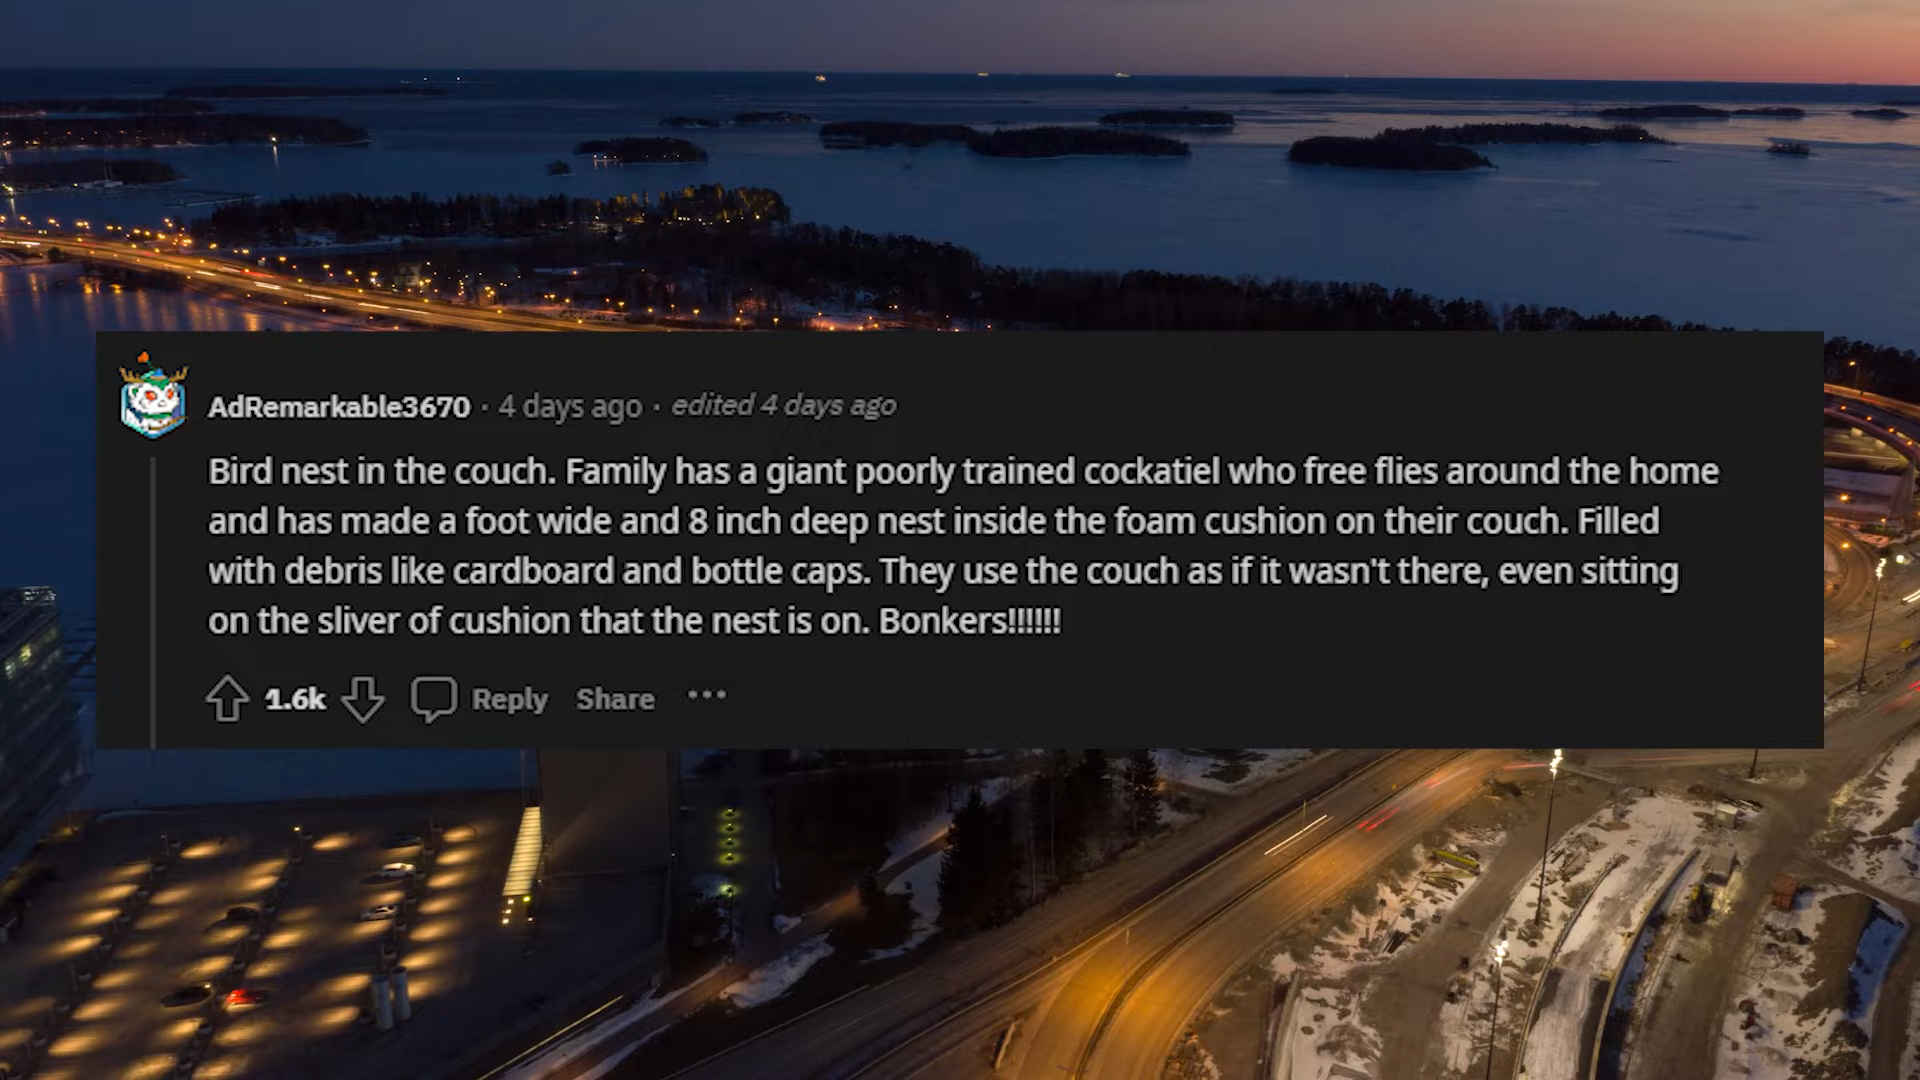 AdRemarkable3670 · 4 days ago · edited 4 days ago
Bird nest in the couch. Family has a giant poorly trained cockatiel who free flies around the home
and has made a foot wide and 8 inch deep nest inside the foam cushion on their couch. Filled
with debris like cardboard and bottle caps. They use the couch as if it wasn't there, even sitting
on the sliver of cushion that the nest is on. Bonkers!!!!!!
1.6k Reply Share ...